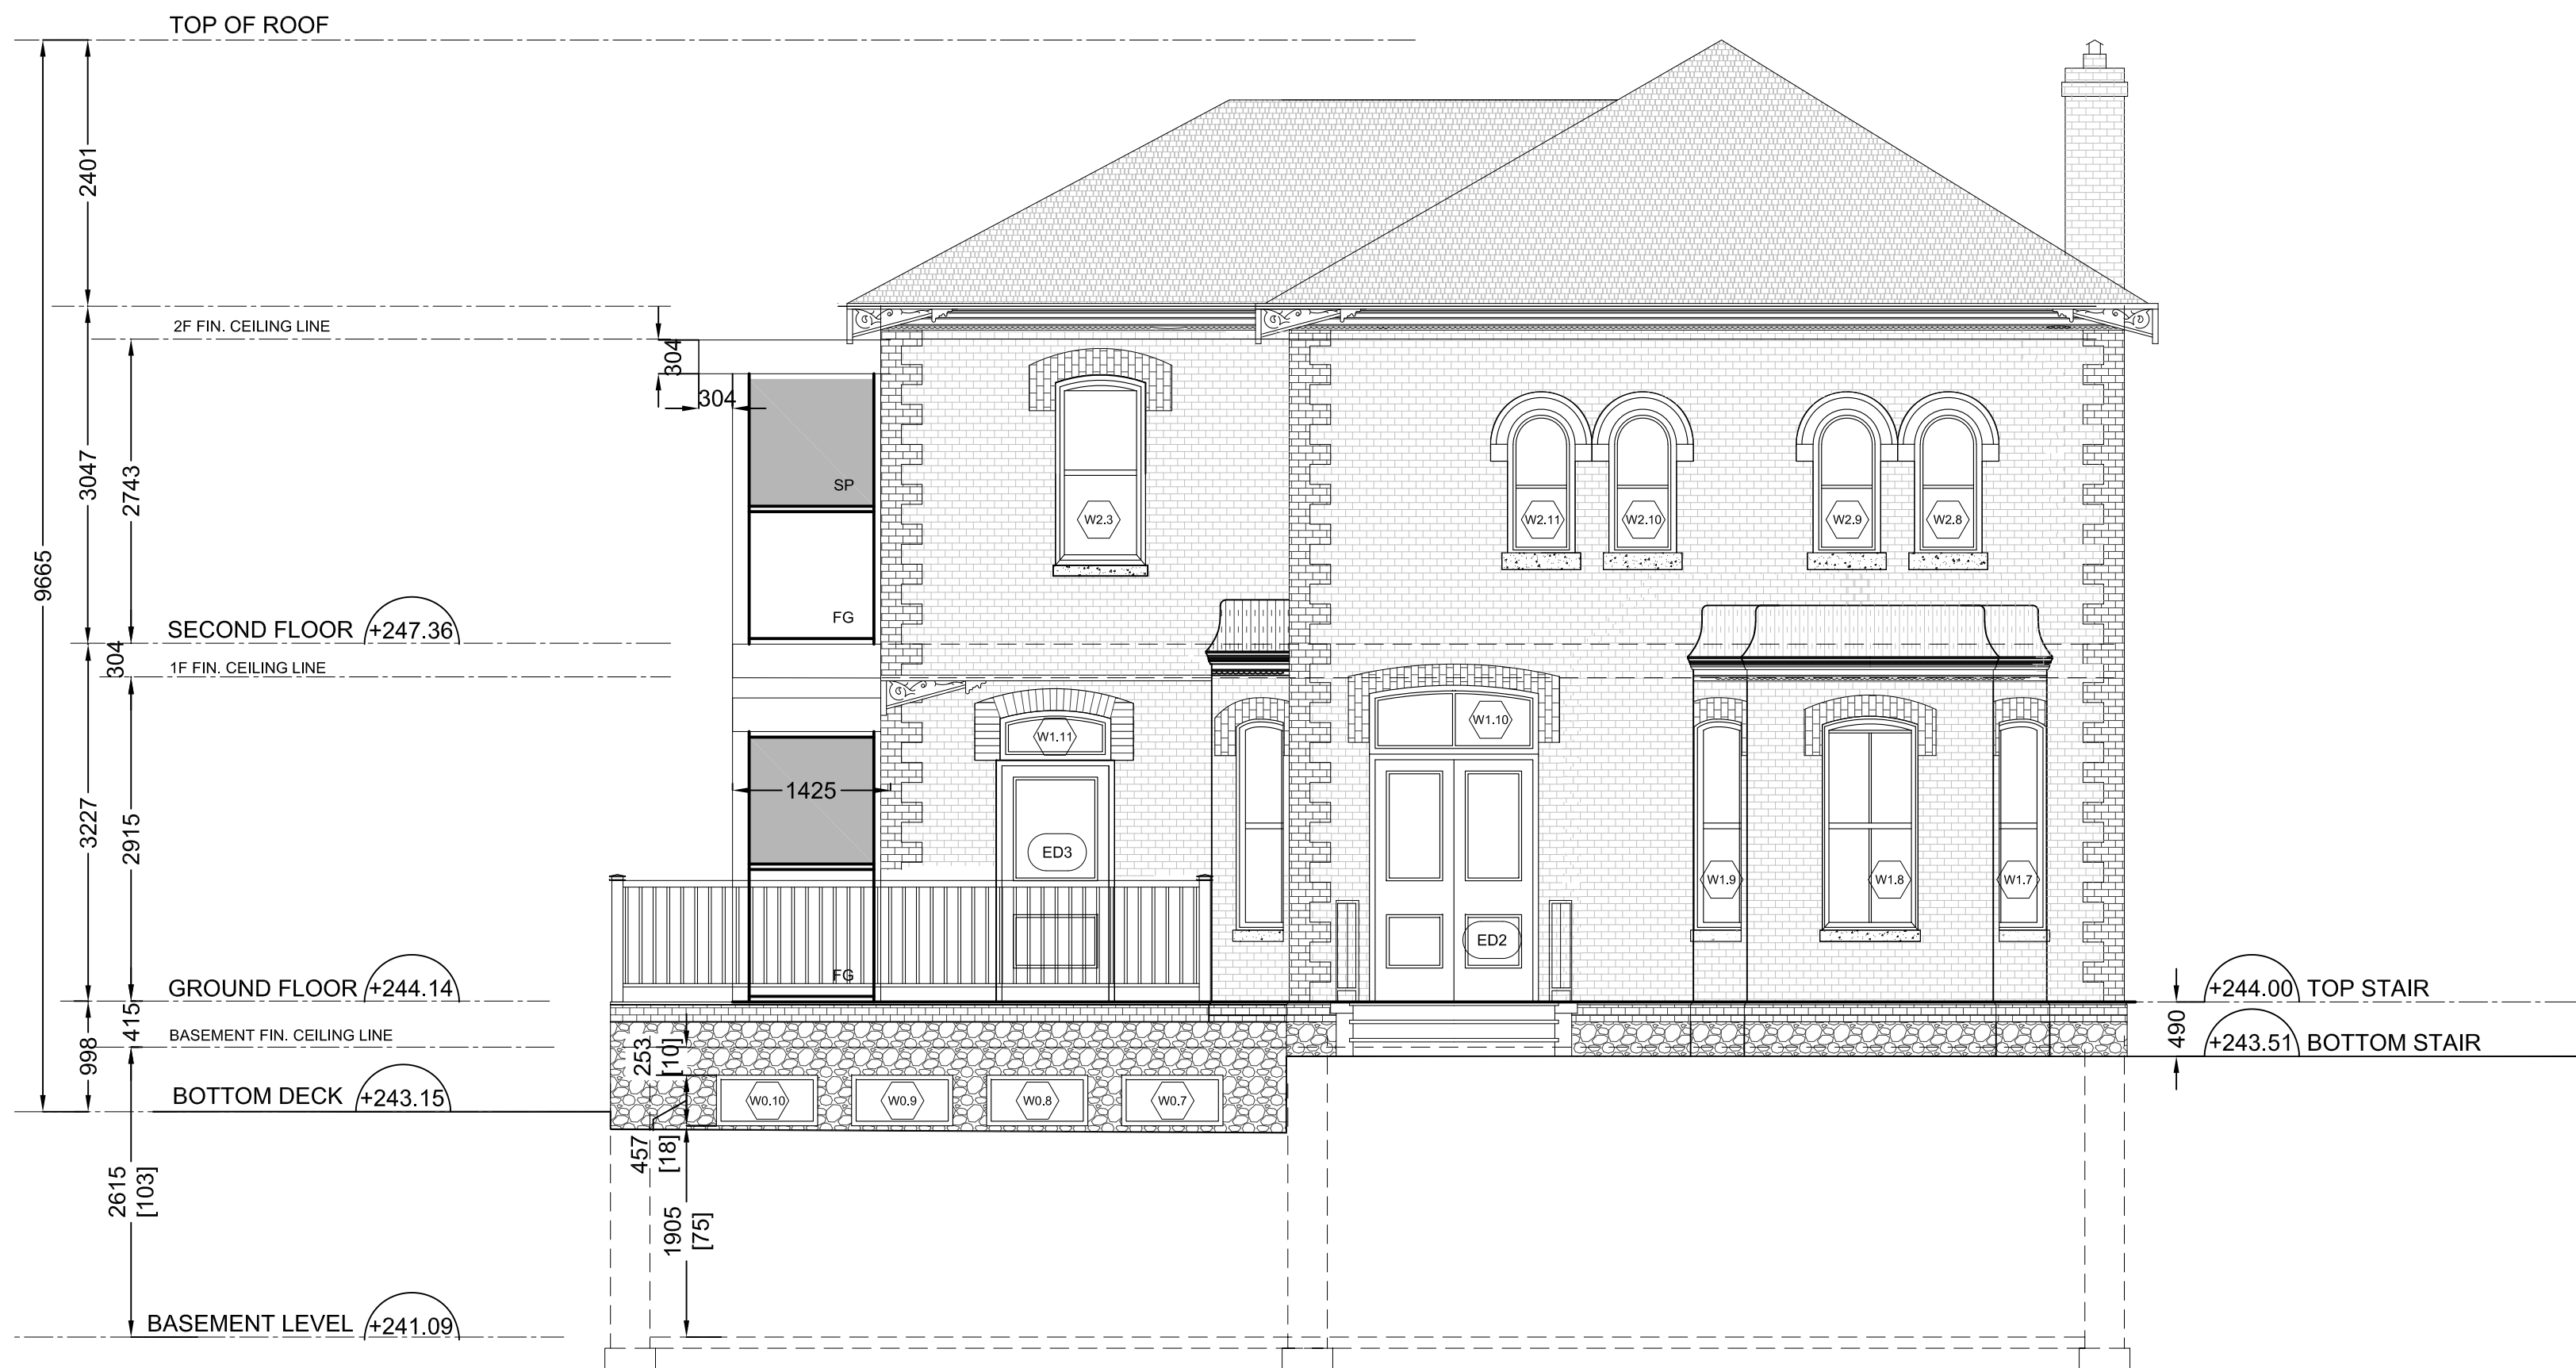 TOP OF ROOF
2401
2F FIN. CEILING LINE
304
304
3047
2743
SP
W2.3
W2.11
W2.10
W2.9
W2.8
9665
FG
SECOND FLOOR +247.36
304
1F FIN. CEILING LINE
W1.11
W1.10
1425
3227
2915
ED3
W1.9
W1.8
W1.7
ED2
FG
GROUND FLOOR +244.14
+244.00 TOP STAIR
415
998
490
BASEMENT FIN. CEILING LINE
253
[10]
+243.51 BOTTOM STAIR
BOTTOM DECK +243.15
W0.10
W0.9
W0.8
W0.7
457
[18]
2615
[103]
1905
[75]
BASEMENT LEVEL +241.09